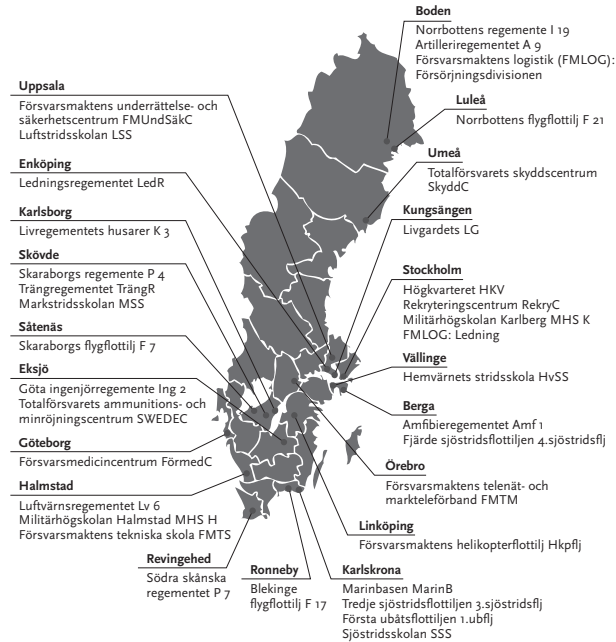 Boden
Norrbottens regemente I 19
Artilleriregementet A 9
Försvarsmaktens logistik (FMLOG):
Försörjningsdivisionen
Luleå
Norrbottens flygflottilj F 21
Umeå
Totalförsvarets skyddscentrum
SkyddC
Kungsängen
Livgardets LG
Stockholm
Högkvarteret HKV
Rekryteringscentrum RekryC
Militärhögskolan Karlberg MHS K
FMLOG: Ledning
Vällinge
Hemvärnets stridsskola HvSS
Berga
Amfibieregementet Amf 1
Fjärde sjöstridsflottiljen 4.sjöstridsflj
Örebro
Försvarsmaktens telenät- och
markteleförband FMTM
Linköping
Försvarsmaktens helikopterflottilj Hkpflj
Karlskrona
Marinbasen MarinB
Tredje sjöstridsflottiljen 3.sjöstridsflj
Första ubåtsflottiljen 1.ubflj
Sjöstridsskolan SSS
Ronneby
Blekinge
flygflottilj F 17
Revingehed
Södra skånska
regementet P 7
Uppsala
Försvarsmaktens underrättelse- och
säkerhetscentrum FMUndSäkC
Luftstridsskolan LSS
Enköping
Ledningsregementet LedR
Karlsborg
Livregementets husarer K 3
Skövde
Skaraborgs regemente P 4
Trängregementet TrängR
Markstridsskolan MSS
Såtenäs
Skaraborgs flygflottilj F 7
Eksjö
Göta ingenjörregemente Ing 2
Totalförsvarets ammunitions- och
minröjningscentrum SWEDEC
Göteborg
Försvarsmedicincentrum FörmedC
Halmstad
Luftvärnsregementet Lv 6
Militärhögskolan Halmstad MHS H
Försvarsmaktens tekniska skola FMTS